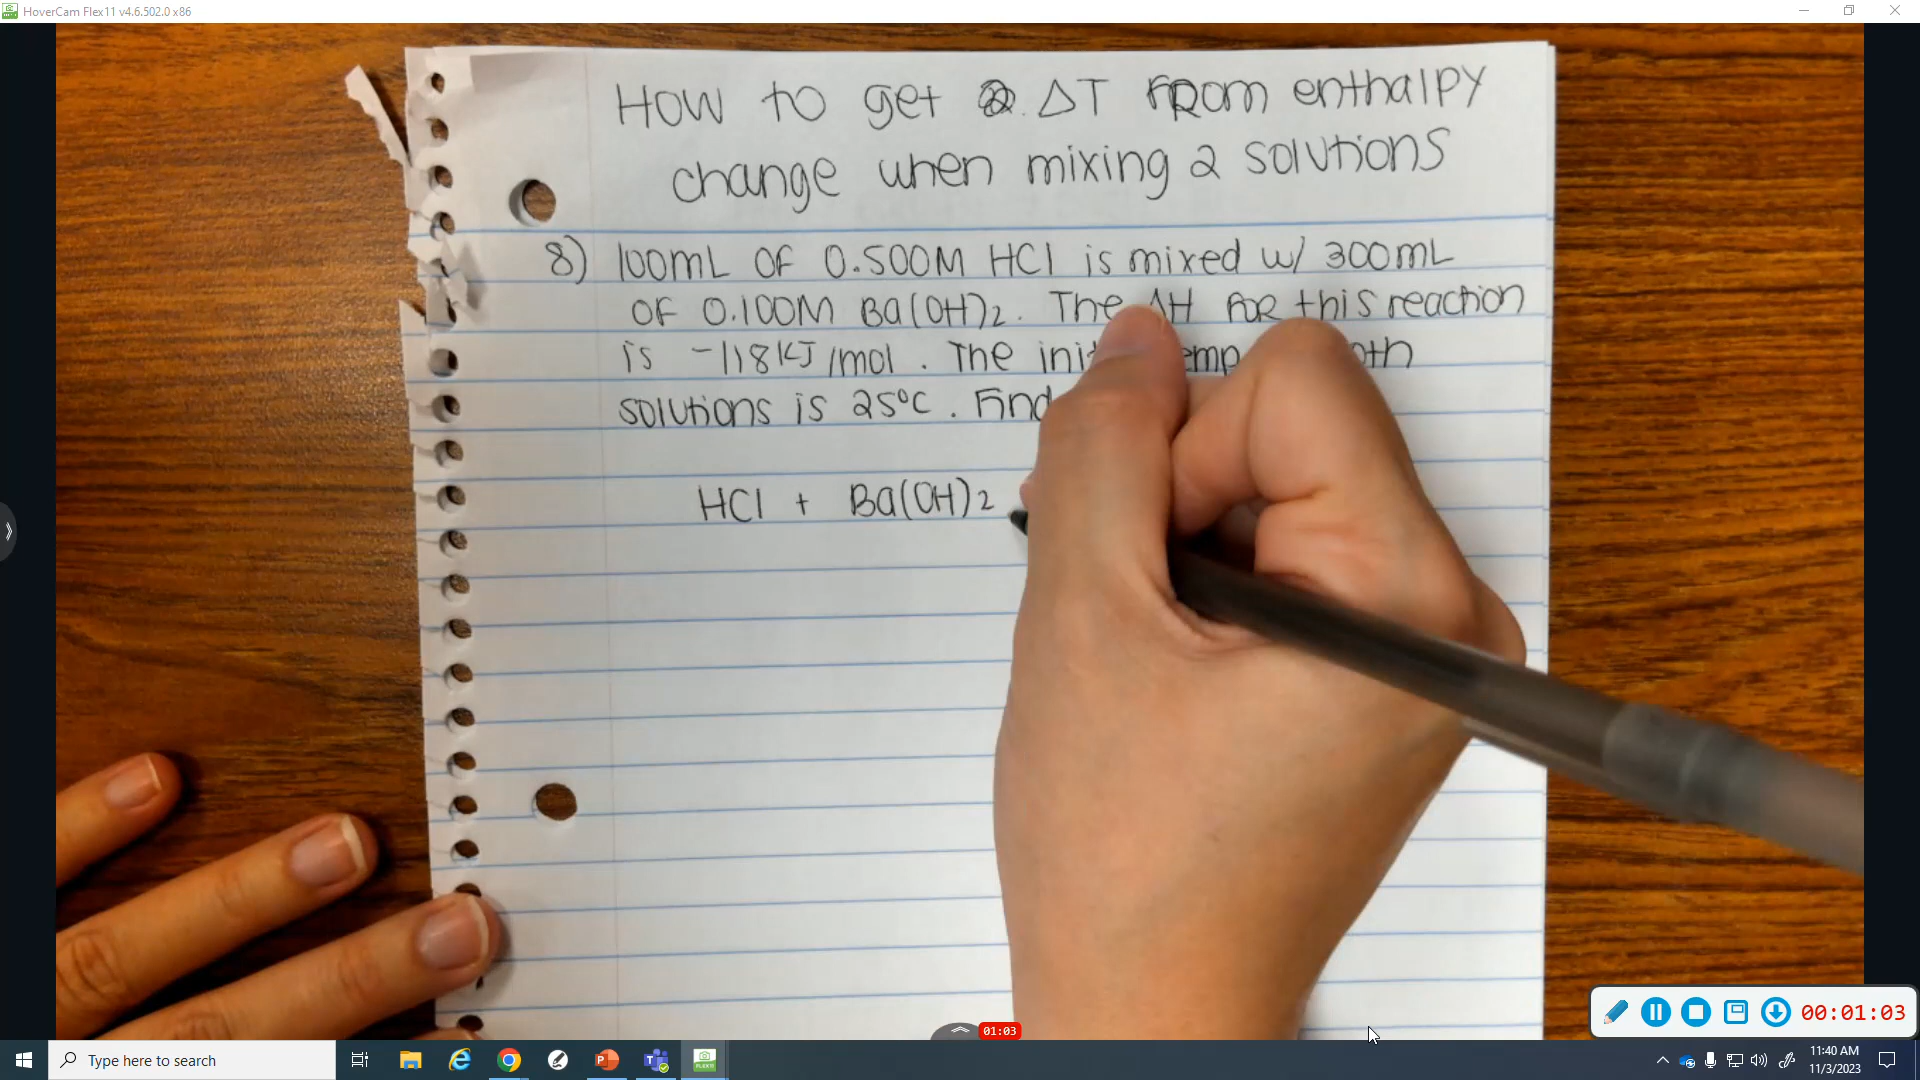 HoverCam Flex11 v4.6.502.0 x86
How to get ΔT from enthalpy
change when mixing 2 solutions
8) 100mL of 0.500M HCl is mixed w/ 300mL
of 0.100M Ba(OH)2. The ΔH for this reaction
is -118kJ/mol. The
solutions is 25°C. Find
HCl + Ba(OH)2
01:03
00:01:03
Type here to search
11:40 AM
11/3/2023